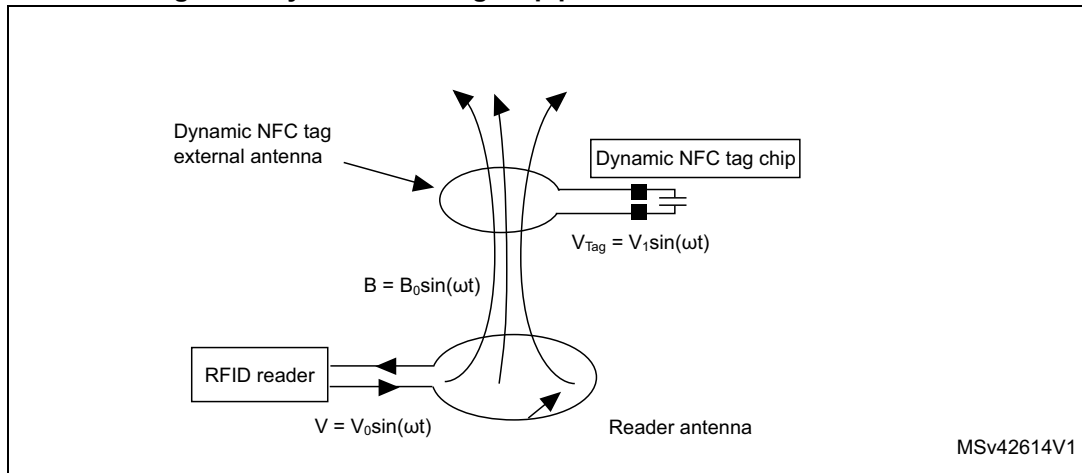 Dynamic NFC tag
external antenna
Dynamic NFC tag chip
V_Tag = V₁sin(ωt)
B = B₀sin(ωt)
RFID reader
V = V₀sin(ωt)
Reader antenna
MSv42614V1